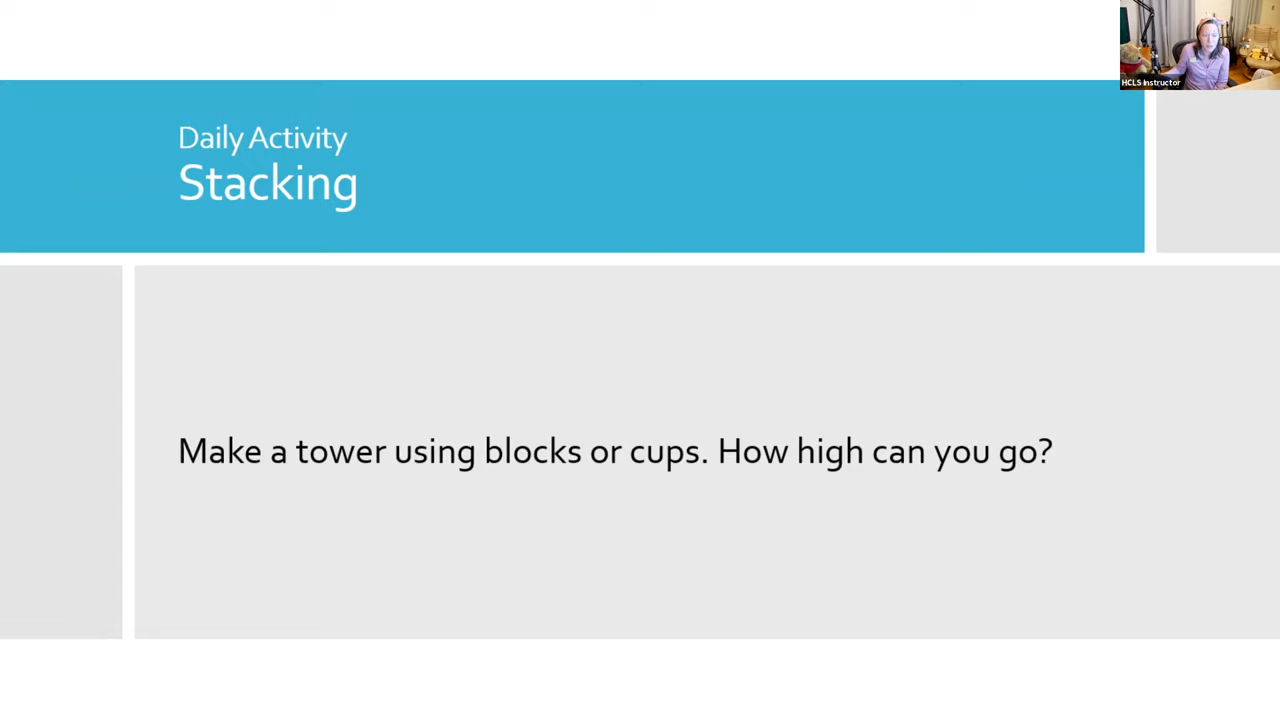 HCLS Instructor
Daily Activity
Stacking
Make a tower using blocks or cups. How high can you go?